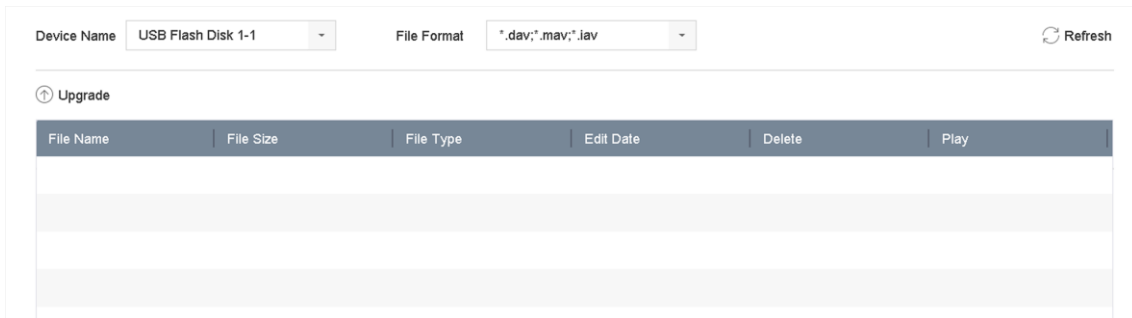 Device Name USB Flash Disk 1-1 File Format *.dav;*.mav;*.iav Refresh
Upgrade
File Name File Size File Type Edit Date Delete Play